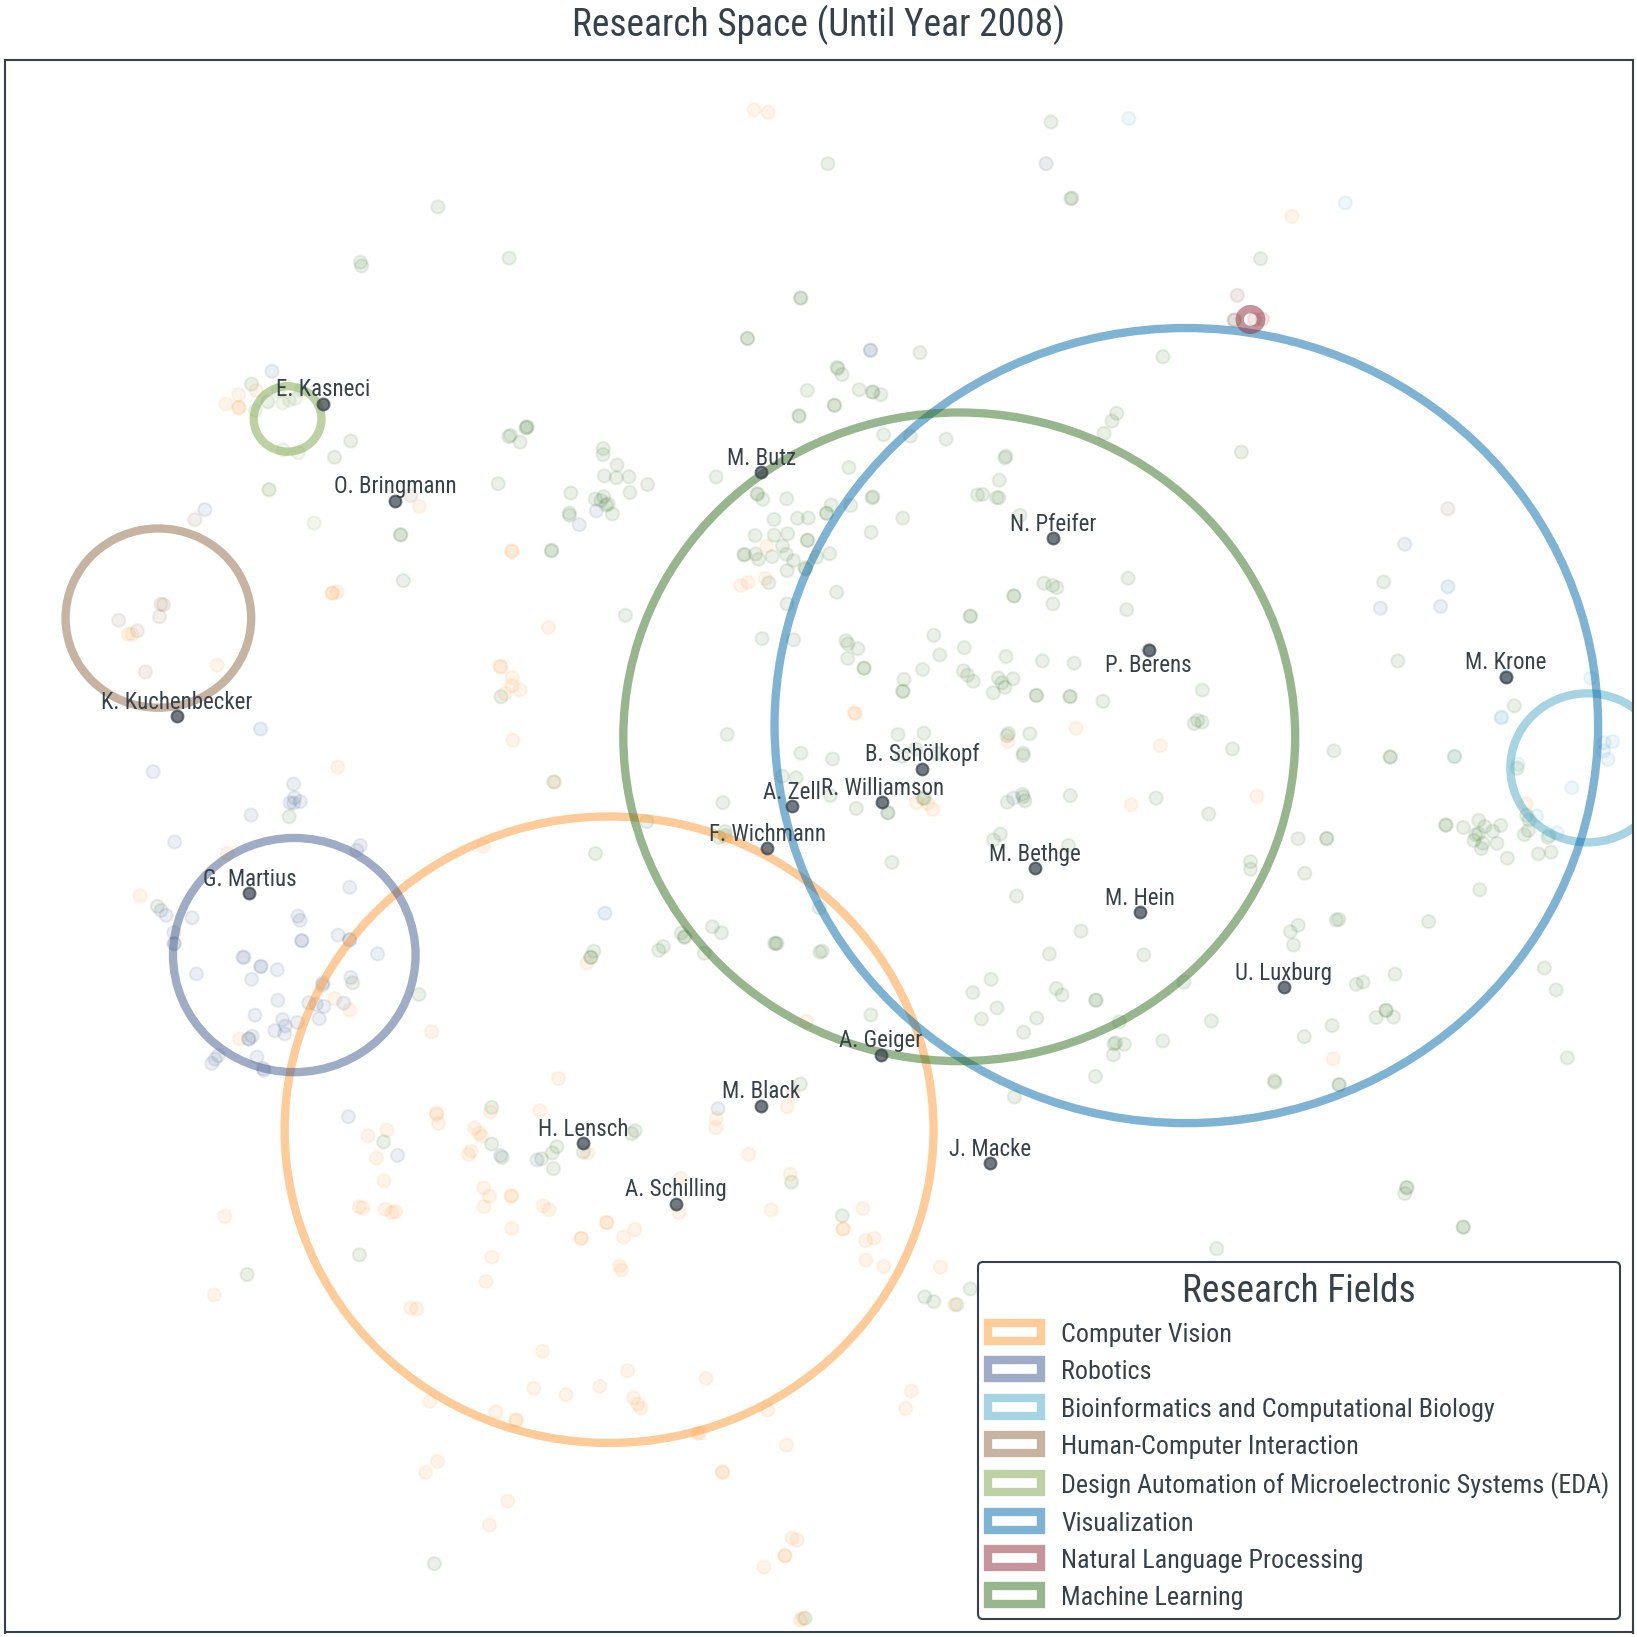 Research Space (Until Year 2008)
E. Kasneci
M. Butz
O. Bringmann
N. Pfeifer
P. Berens
M. Krone
K. Kuchenbecker
B. Schölkopf
A. Zell
R. Williamson
F. Wichmann
M. Bethge
G. Martius
M. Hein
U. Luxburg
A. Geiger
M. Black
H. Lensch
J. Macke
A. Schilling
Research Fields
Computer Vision
Robotics
Bioinformatics and Computational Biology
Human-Computer Interaction
Design Automation of Microelectronic Systems (EDA)
Visualization
Natural Language Processing
Machine Learning